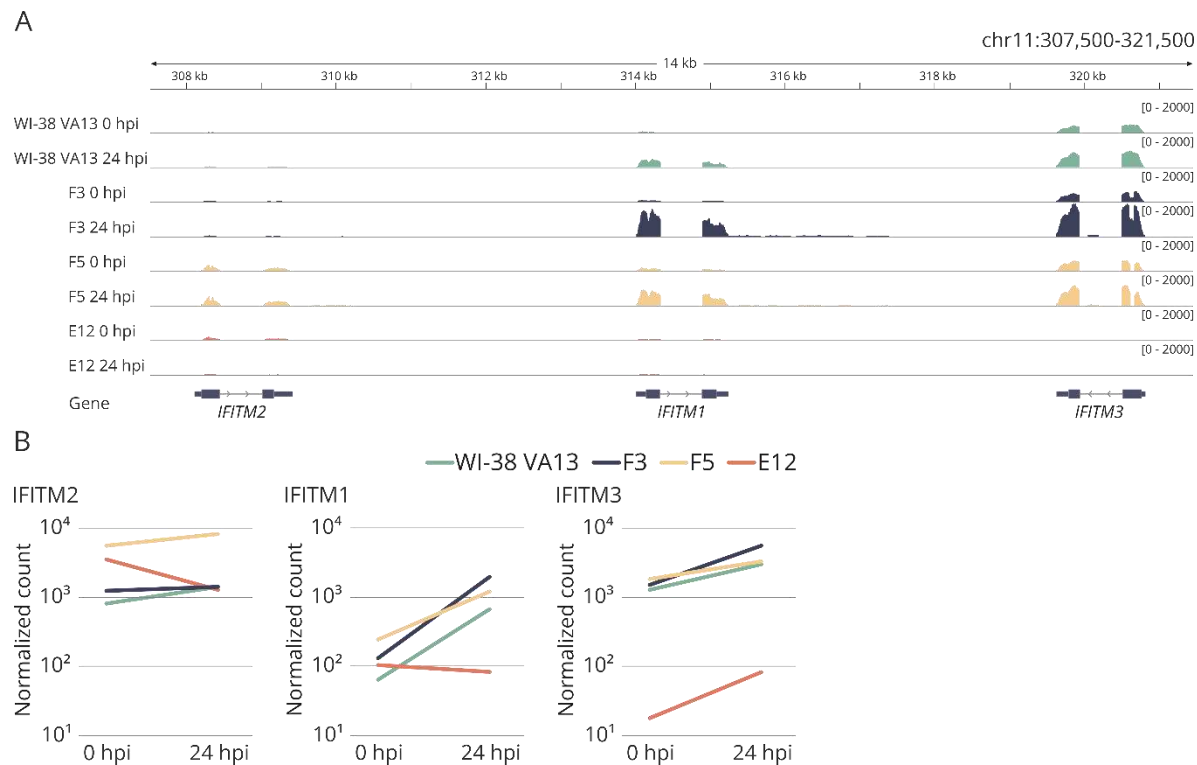 A
chr11:307,500-321,500
14 kb
308 kb 310 kb 312 kb 314 kb 316 kb 318 kb 320 kb
[0 - 2000]
WI-38 VA13 0 hpi
[0 - 2000]
WI-38 VA13 24 hpi
[0 - 2000]
F3 0 hpi
[0 - 2000]
F3 24 hpi
[0 - 2000]
F5 0 hpi
[0 - 2000]
F5 24 hpi
[0 - 2000]
E12 0 hpi
[0 - 2000]
E12 24 hpi
Gene
IFITM2 IFITM1 IFITM3
B
WI-38 VA13 F3 F5 E12
IFITM2
Normalized count
10⁴
10³
10²
10¹
0 hpi 24 hpi
IFITM1
Normalized count
10⁴
10³
10²
10¹
0 hpi 24 hpi
IFITM3
Normalized count
10⁴
10³
10²
10¹
0 hpi 24 hpi